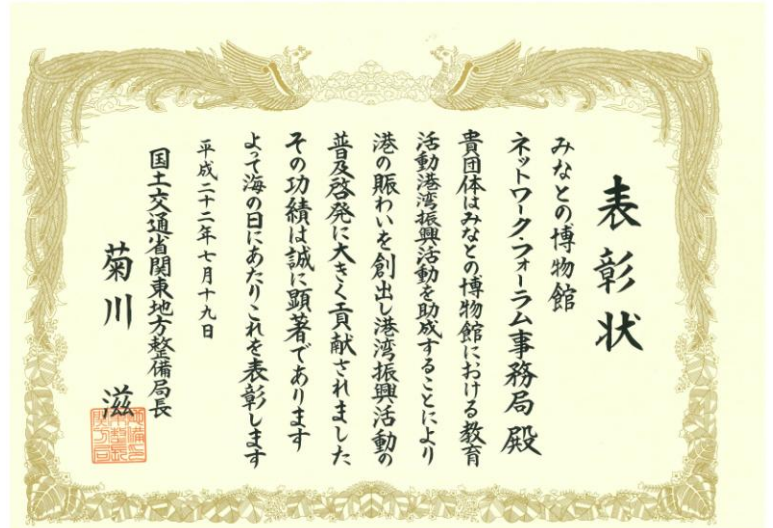 表彰状
みなとの博物館
ネットワーク・フォーラム事務局 殿
貴団体はみなとの博物館における教育
活動港湾振興活動を助成することにより
港の賑わいを創出し港湾振興活動の
普及啓発に大きく貢献されました
その功績は誠に顕著であります
よって海の日にあたりこれを表彰します
平成二十二年七月十九日
国土交通省関東地方整備局長
菊川 滋